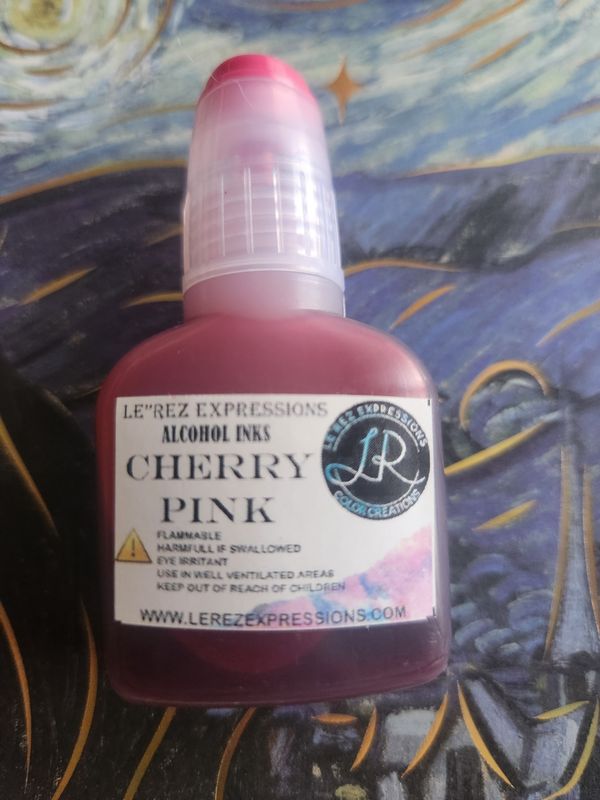 LE"REZ EXPRESSIONS
ALCOHOL INKS
CHERRY
PINK
LE REZ EXPRESSIONS
LR
COLOR CREATIONS
FLAMMABLE
HARMFULL IF SWALLOWED
EYE IRRITANT
USE IN WELL VENTILATED AREAS
KEEP OUT OF REACH OF CHILDREN
WWW.LEREZEXPRESSIONS.COM